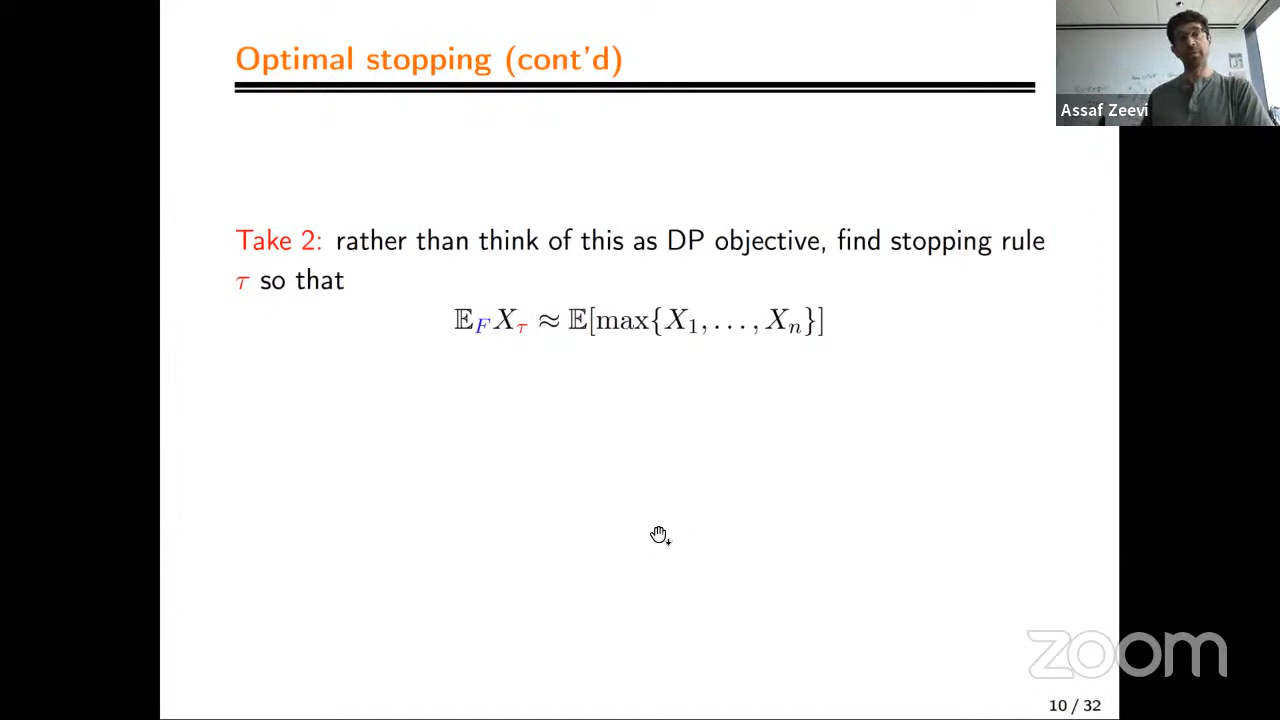 Optimal stopping (cont'd)
Assaf Zeevi
Take 2: rather than think of this as DP objective, find stopping rule
τ so that
𝔼_F X_τ ≈ 𝔼[max{X_1, . . . , X_n}]
zoom
10 / 32